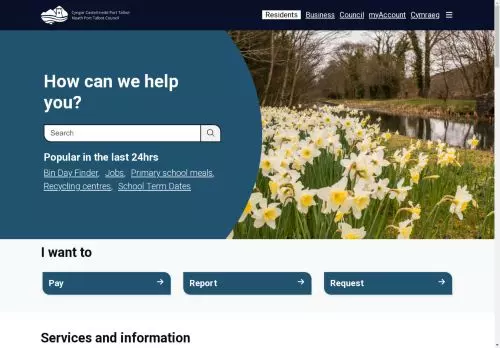 Cyngor Castell-nedd Port Talbot
Neath Port Talbot Council
Residents Business Council myAccount Cymraeg
How can we help
you?
Search
Popular in the last 24hrs
Bin Day Finder, Jobs, Primary school meals,
Recycling centres, School Term Dates
I want to
Pay
Report
Request
Services and information